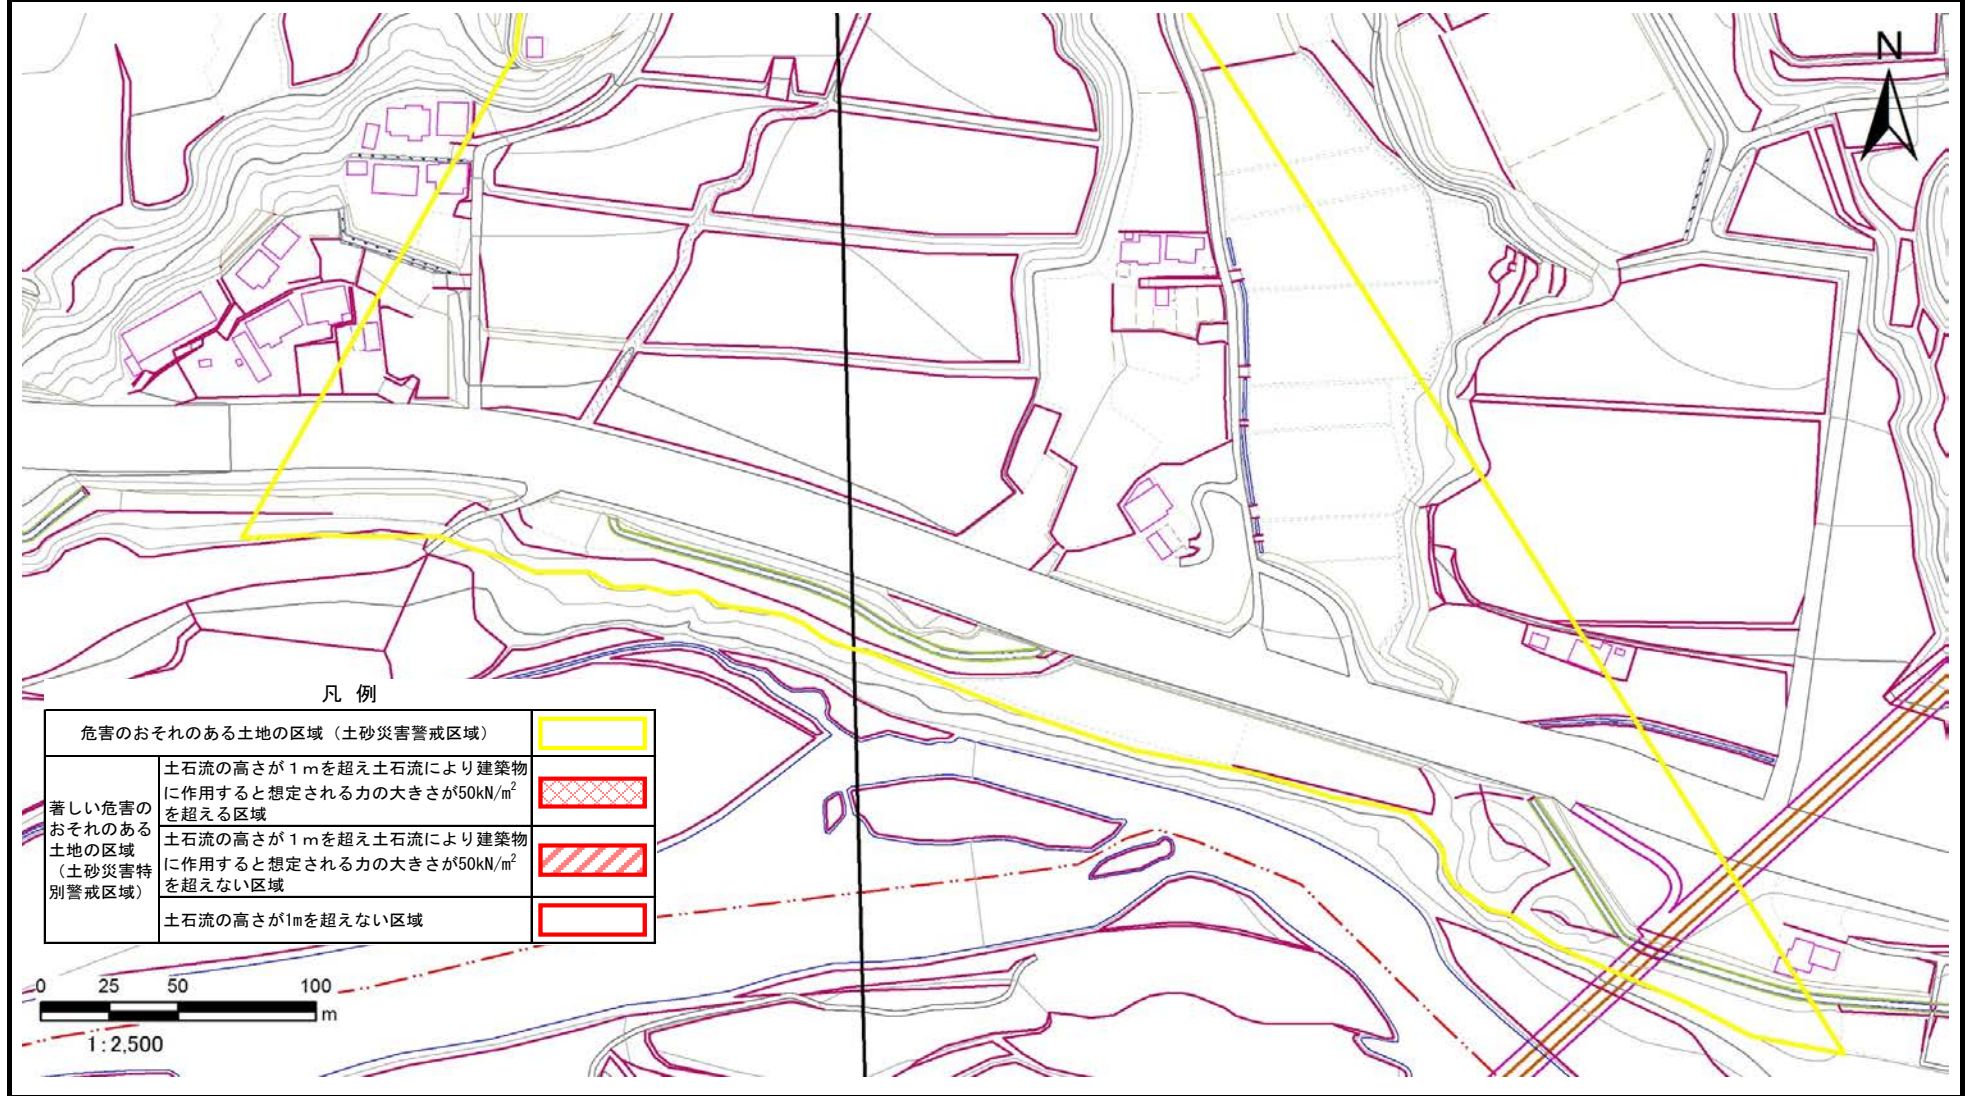 N
凡 例
危害のおそれのある土地の区域（土砂災害警戒区域）
著しい危害の
おそれのある
土地の区域
（土砂災害特
別警戒区域）
土石流の高さが１ｍを超え土石流により建築物
に作用すると想定される力の大きさが50kN/m²
を超える区域
土石流の高さが１ｍを超え土石流により建築物
に作用すると想定される力の大きさが50kN/m²
を超えない区域
土石流の高さが1mを超えない区域
0 25 50 100
m
1:2,500